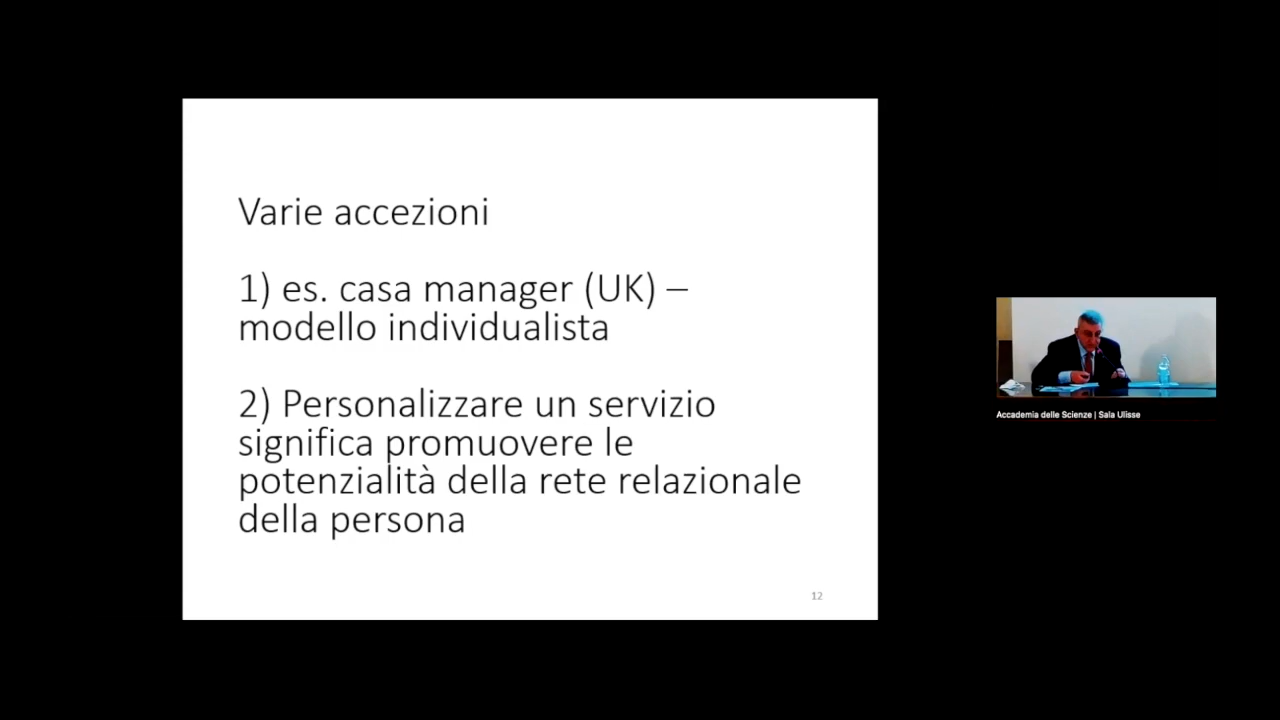 Varie accezioni
1) es. casa manager (UK) –
modello individualista
2) Personalizzare un servizio
significa promuovere le
potenzialità della rete relazionale
della persona
12
Accademia delle Scienze | Sala Ulisse